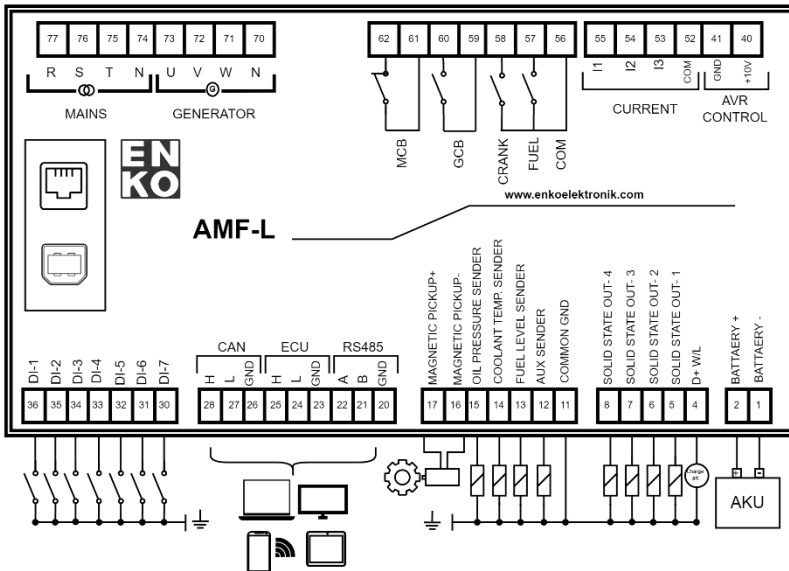 77 76 75 74 73 72 71 70
R S T N U V W N
G
MAINS GENERATOR
62 61 60 59 58 57 56
MCB
GCB
CRANK
FUEL
COM
55 54 53 52 41 40
I1
I2
I3
COM
GND
+10V
CURRENT
AVR
CONTROL
EN
KO
www.enkoelektronik.com
AMF-L
DI-1
DI-2
DI-3
DI-4
DI-5
DI-6
DI-7
36 35 34 33 32 31 30
CAN ECU RS485
H
L
GND
H
L
GND
A
B
GND
28 27 26 25 24 23 22 21 20
MAGNETIC PICKUP+
MAGNETIC PICKUP-
OIL PRESSURE SENDER
COOLANT TEMP. SENDER
FUEL LEVEL SENDER
AUX SENDER
COMMON GND
17 16 15 14 13 12 11
SOLID STATE OUT- 4
SOLID STATE OUT- 3
SOLID STATE OUT- 2
SOLID STATE OUT- 1
D+ W/L
8 7 6 5 4
BATTAERY +
BATTAERY -
2 1
Charge
Alt.
+ -
AKU